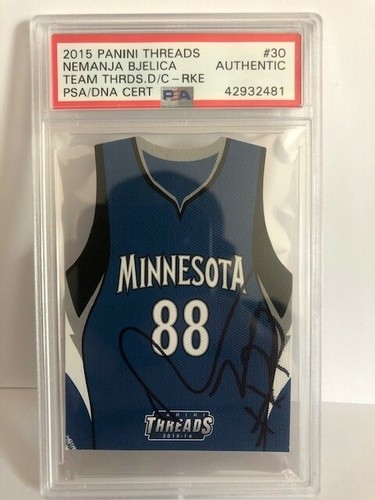 2015 PANINI THREADS #30
NEMANJA BJELICA AUTHENTIC
TEAM THRDS.D/C-RKE
PSA/DNA CERT PSA 42932481
MINNESOTA
88
PANINI
THREADS
2015-16